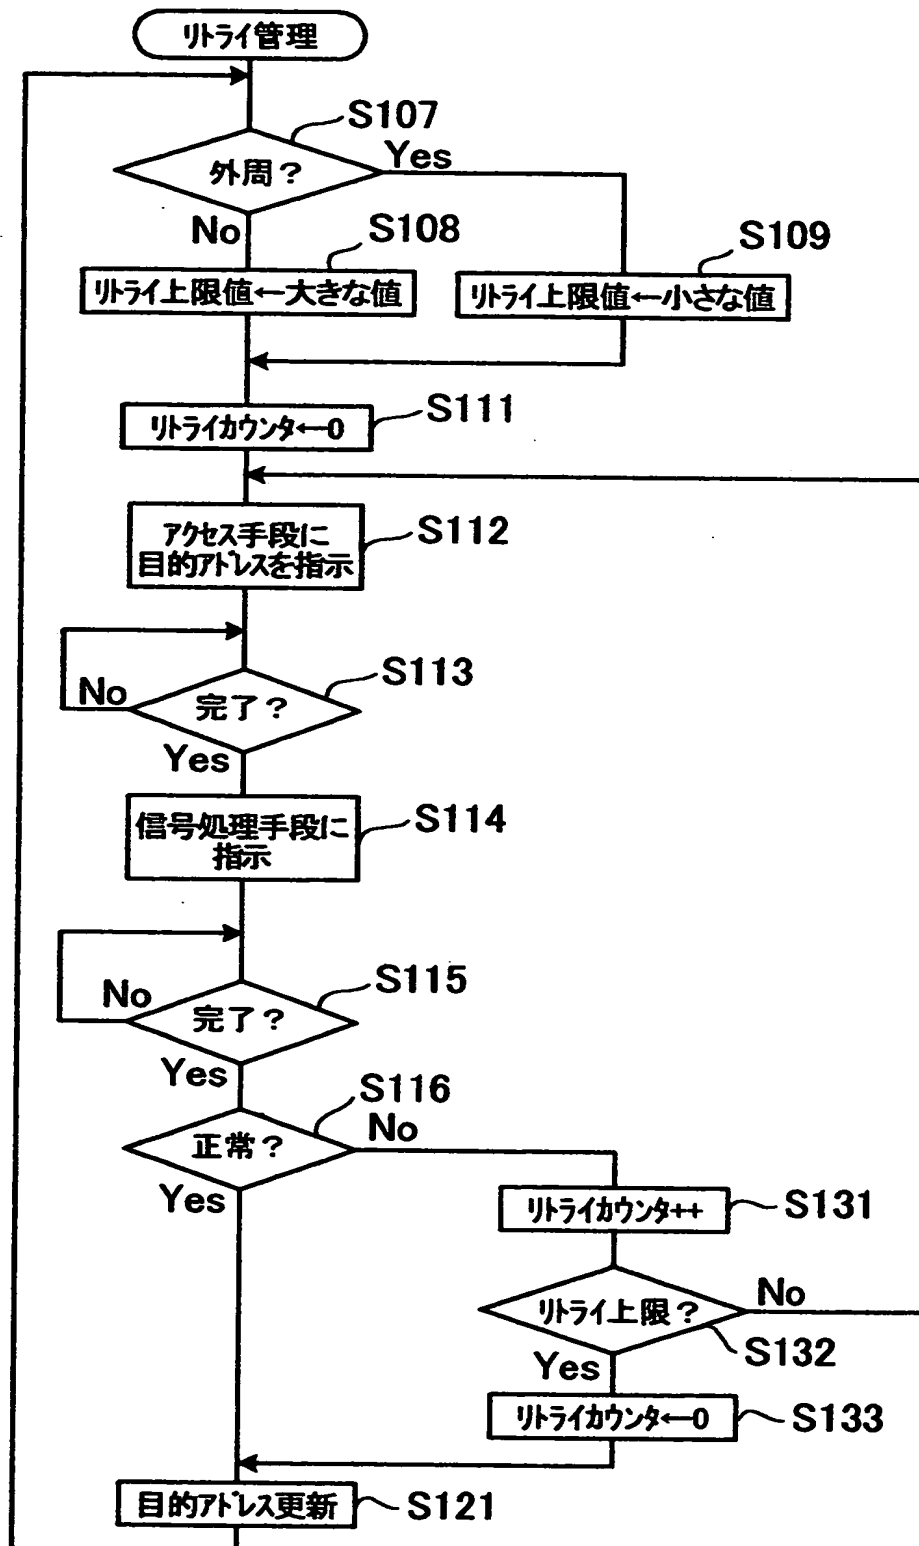 リトライ管理
S107
外周？
Yes
No
S108
S109
リトライ上限値←大きな値
リトライ上限値←小さな値
S111
リトライカウンタ←0
アクセス手段に
目的アドレスを指示
S112
S113
No
完了？
Yes
信号処理手段に
指示
S114
S115
No
完了？
Yes
S116
正常？
No
Yes
リトライカウンタ++
S131
リトライ上限？
No
S132
Yes
リトライカウンタ←0
S133
目的アドレス更新
S121